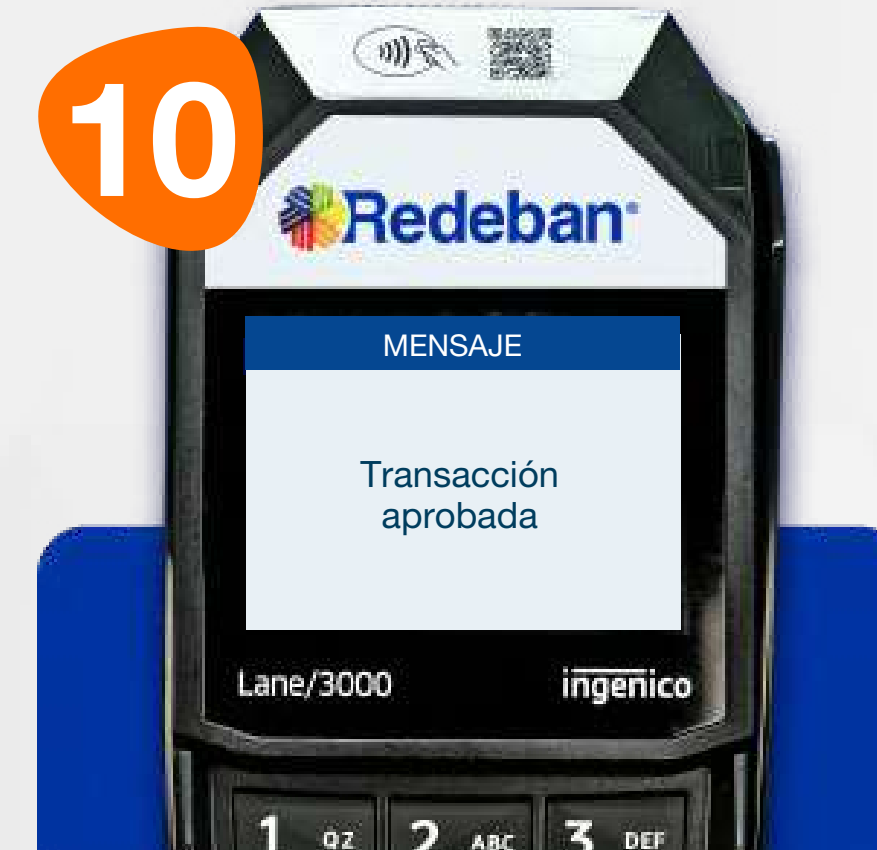 10
Redeban
MENSAJE
Transacción
aprobada
Lane/3000
ingenico
1 QZ 2 ABC 3 DEF